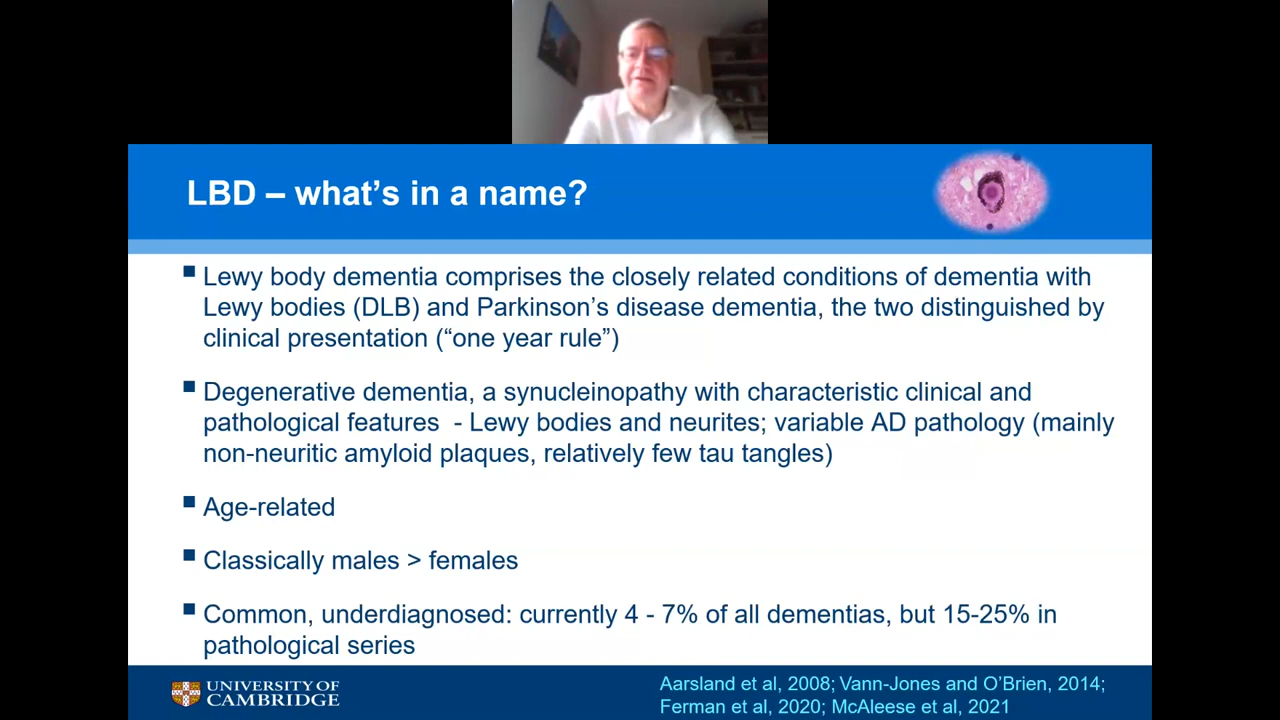 LBD – what's in a name?
Lewy body dementia comprises the closely related conditions of dementia with
Lewy bodies (DLB) and Parkinson's disease dementia, the two distinguished by
clinical presentation (“one year rule”)
Degenerative dementia, a synucleinopathy with characteristic clinical and
pathological features - Lewy bodies and neurites; variable AD pathology (mainly
non-neuritic amyloid plaques, relatively few tau tangles)
Age-related
Classically males > females
Common, underdiagnosed: currently 4 - 7% of all dementias, but 15-25% in
pathological series
UNIVERSITY OF
CAMBRIDGE
Aarsland et al, 2008; Vann-Jones and O'Brien, 2014;
Ferman et al, 2020; McAleese et al, 2021